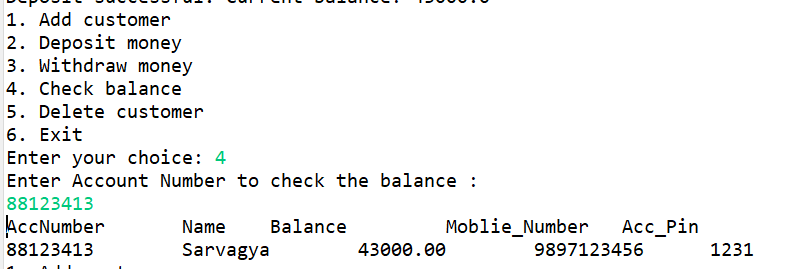 Deposit successful. Current balance: 43000.0
1. Add customer
2. Deposit money
3. Withdraw money
4. Check balance
5. Delete customer
6. Exit
Enter your choice: 4
Enter Account Number to check the balance :
88123413
AccNumber Name Balance Moblie_Number Acc_Pin
88123413 Sarvagya 43000.00 9897123456 1231